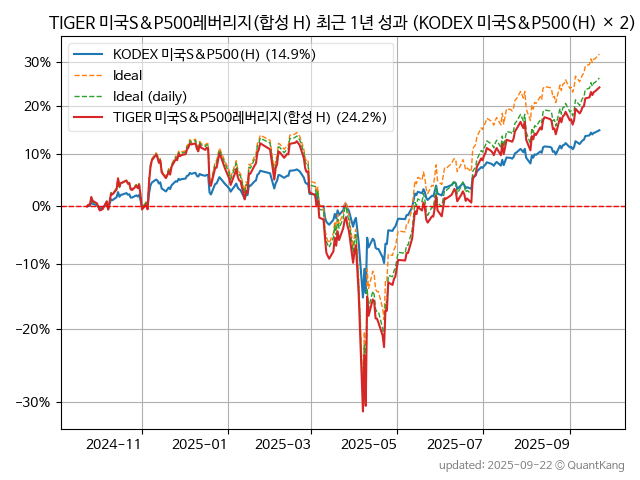 TIGER 미국S&P500레버리지(합성 H) 최근 1년 성과 (KODEX 미국S&P500(H) × 2)
KODEX 미국S&P500(H) (14.9%)
Ideal
Ideal (daily)
TIGER 미국S&P500레버리지(합성 H) (24.2%)
30%
20%
10%
0%
−10%
−20%
−30%
2024-11 2025-01 2025-03 2025-05 2025-07 2025-09
updated: 2025-09-22 © QuantKang